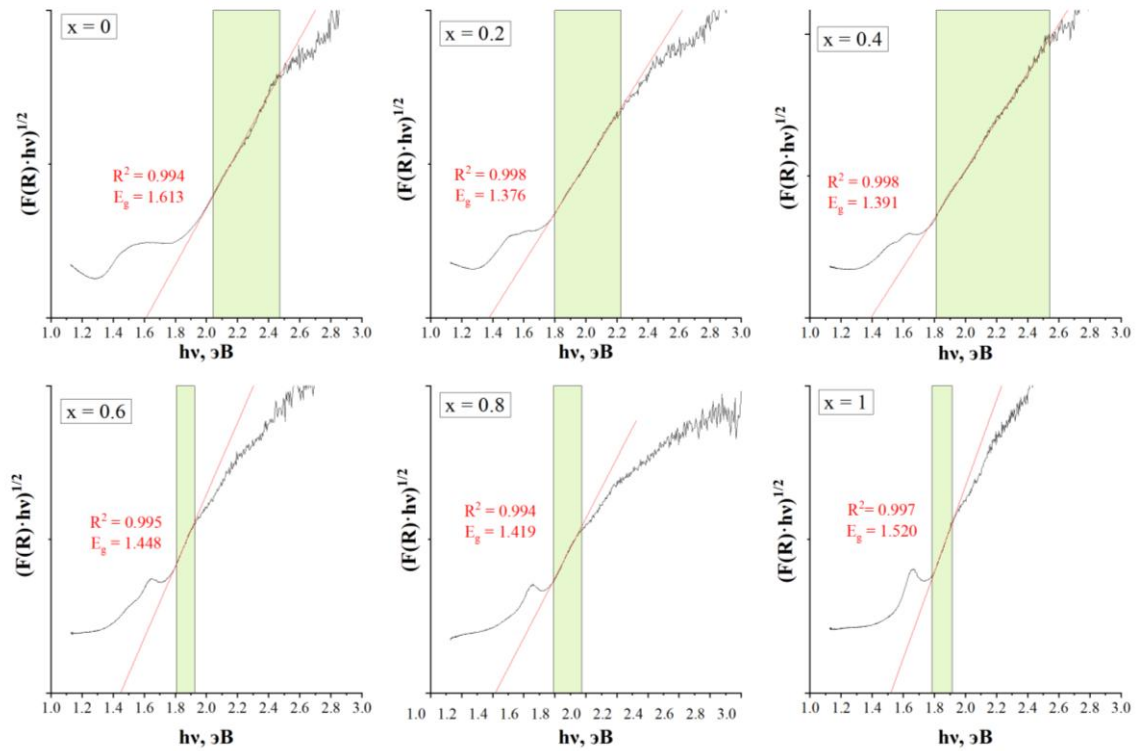 x = 0
(F(R)·hν)^1/2
R² = 0.994
E_g = 1.613
1.0 1.2 1.4 1.6 1.8 2.0 2.2 2.4 2.6 2.8 3.0
hν, эВ
x = 0.2
(F(R)·hν)^1/2
R² = 0.998
E_g = 1.376
1.0 1.2 1.4 1.6 1.8 2.0 2.2 2.4 2.6 2.8 3.0
hν, эВ
x = 0.4
(F(R)·hν)^1/2
R² = 0.998
E_g = 1.391
1.0 1.2 1.4 1.6 1.8 2.0 2.2 2.4 2.6 2.8 3.0
hν, эВ
x = 0.6
(F(R)·hν)^1/2
R² = 0.995
E_g = 1.448
1.0 1.2 1.4 1.6 1.8 2.0 2.2 2.4 2.6 2.8 3.0
hν, эВ
x = 0.8
(F(R)·hν)^1/2
R² = 0.994
E_g = 1.419
1.0 1.2 1.4 1.6 1.8 2.0 2.2 2.4 2.6 2.8 3.0
hν, эВ
x = 1
(F(R)·hν)^1/2
R²= 0.997
E_g = 1.520
1.0 1.2 1.4 1.6 1.8 2.0 2.2 2.4 2.6 2.8 3.0
hν, эВ